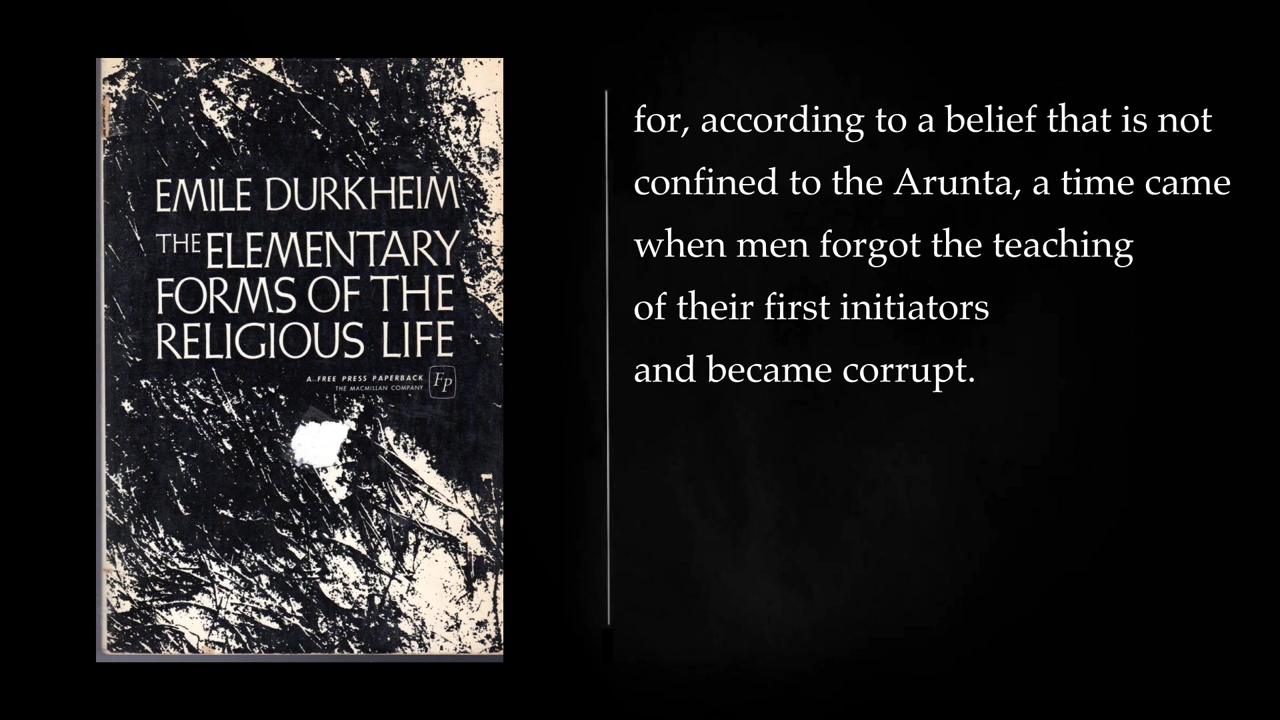 EMILE DURKHEIM
THE ELEMENTARY
FORMS OF THE
RELIGIOUS LIFE
A FREE PRESS PAPERBACK
THE MACMILLAN COMPANY
FP
for, according to a belief that is not
confined to the Arunta, a time came
when men forgot the teaching
of their first initiators
and became corrupt.